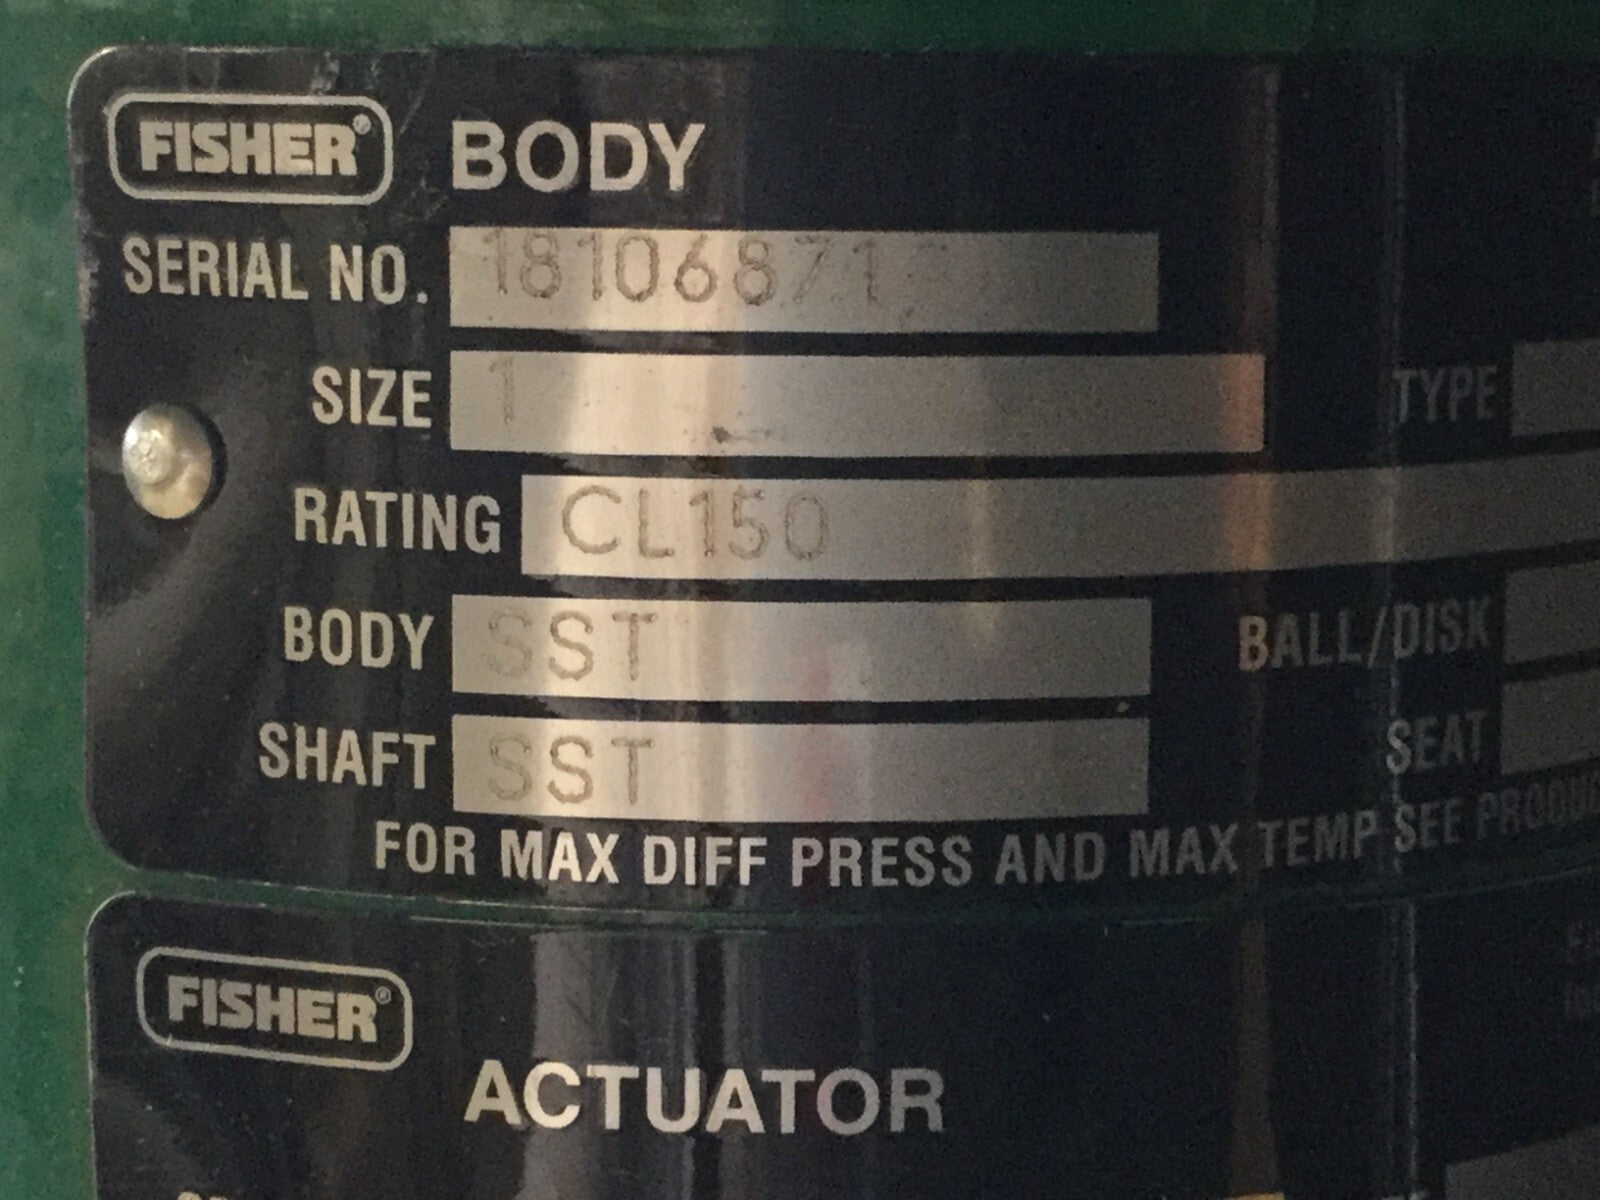 FISHER® BODY
SERIAL NO. 18106871
SIZE 1 TYPE
RATING CL150
BODY SST BALL/DISK
SHAFT SST SEAT
FOR MAX DIFF PRESS AND MAX TEMP SEE
FISHER®
ACTUATOR